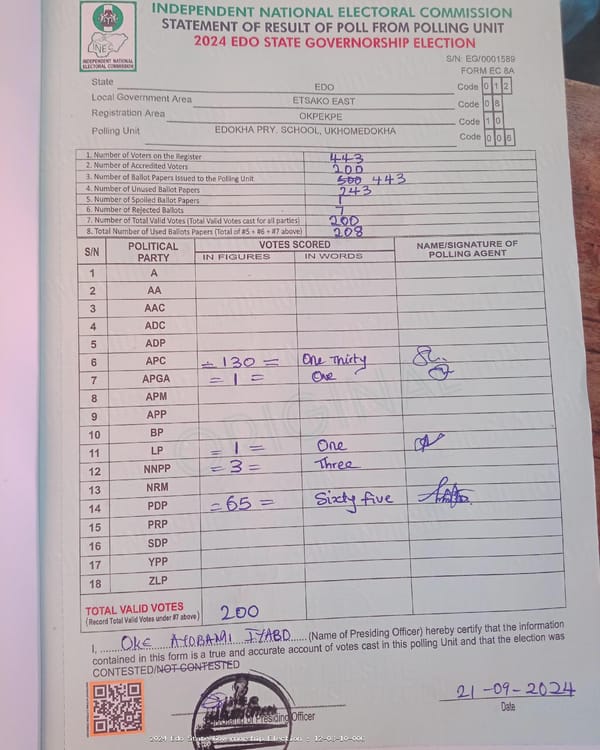 INDEPENDENT NATIONAL ELECTORAL COMMISSION
STATEMENT OF RESULT OF POLL FROM POLLING UNIT
2024 EDO STATE GOVERNORSHIP ELECTION
INEC
INDEPENDENT NATIONAL
ELECTORAL COMMISSION
S/N: EG/0001589
FORM EC 8A
State EDO Code 0 1 2
Local Government Area ETSAKO EAST Code 0 8
Registration Area OKPEKPE Code 1 0
Polling Unit EDOKHA PRY. SCHOOL, UKHOMEDOKHA Code 0 0 6
1. Number of Voters on the Register 443
2. Number of Accredited Voters 200
3. Number of Ballot Papers Issued to the Polling Unit 500 443
4. Number of Unused Ballot Papers 243
5. Number of Spoiled Ballot Papers 1
6. Number of Rejected Ballots 7
7. Number of Total Valid Votes (Total Valid Votes cast for all parties) 200
8. Total Number of Used Ballots Papers (Total of #5 + #6 + #7 above) 208
S/N POLITICAL PARTY VOTES SCORED NAME/SIGNATURE OF POLLING AGENT
IN FIGURES IN WORDS
1 A
2 AA
3 AAC
4 ADC
5 ADP
6 APC = 130 = One Thirty
7 APGA = 1 = One
8 APM
9 APP
10 BP
11 LP = 1 = One
12 NNPP = 3 = Three
13 NRM
14 PDP = 65 = Sixty five
15 PRP
16 SDP
17 YPP
18 ZLP
ORIGINAL
TOTAL VALID VOTES 200
(Record Total Valid Votes under #7 above)
I, OKE AYOBAMI IYABO (Name of Presiding Officer) hereby certify that the information
contained in this form is a true and accurate account of votes cast in this polling Unit and that the election was
CONTESTED/NOT CONTESTED
21-09-2024
Presiding Officer
Date
2024 Edo State Governorship Election